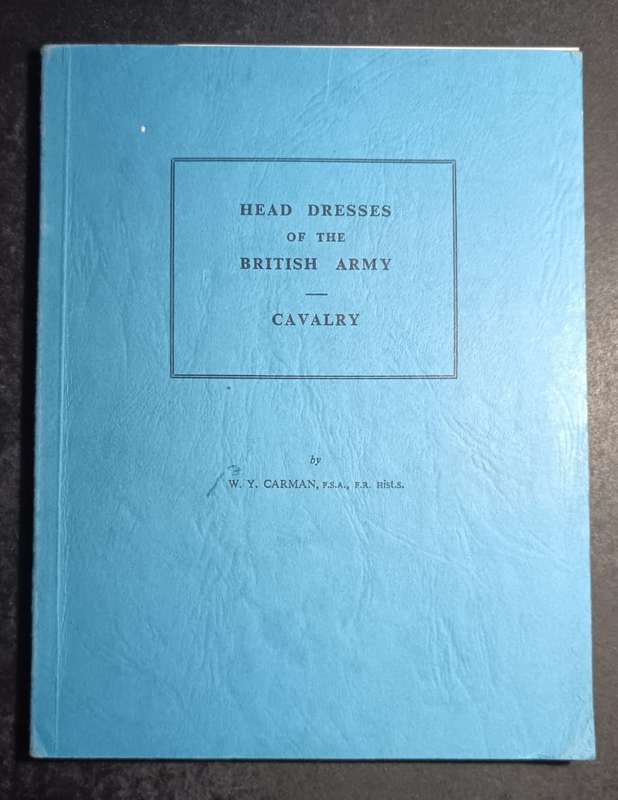 HEAD DRESSES
OF THE
BRITISH ARMY
—
CAVALRY
by
W. Y. CARMAN, F.S.A., F.R. Hist.S.